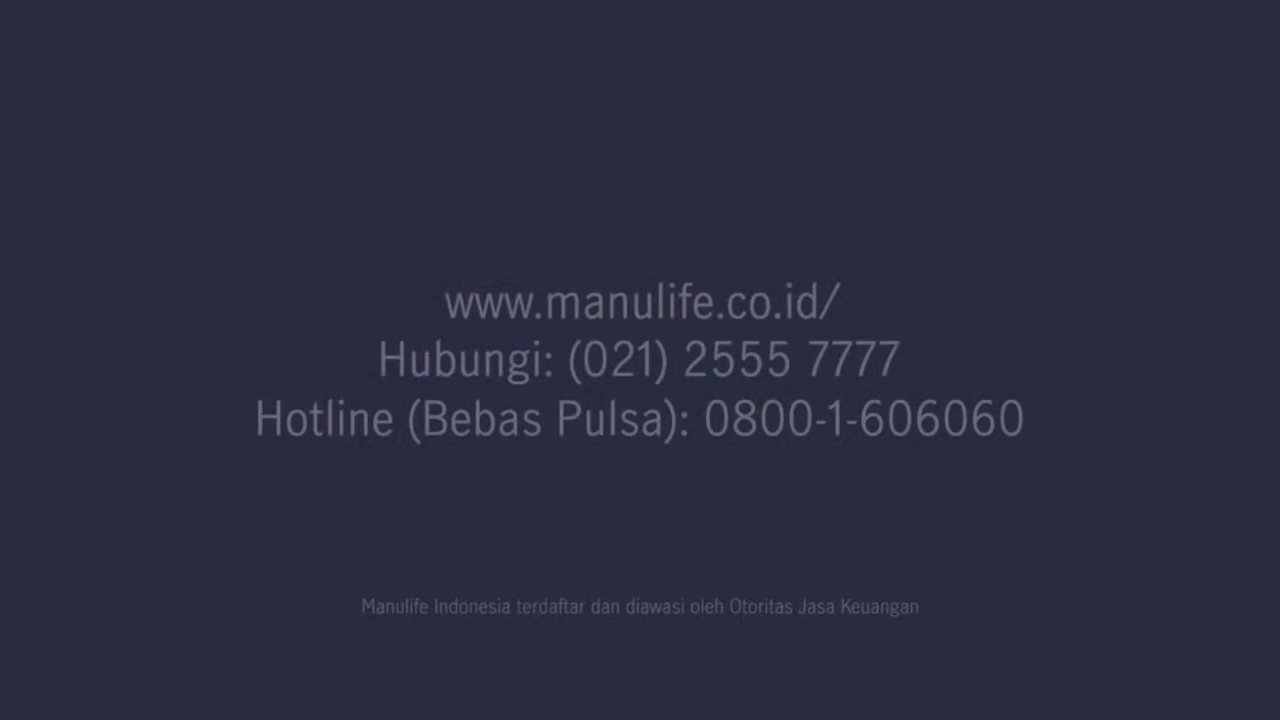 www.manulife.co.id/
Hubungi: (021) 2555 7777
Hotline (Bebas Pulsa): 0800-1-606060
Manulife Indonesia terdaftar dan diawasi oleh Otoritas Jasa Keuangan